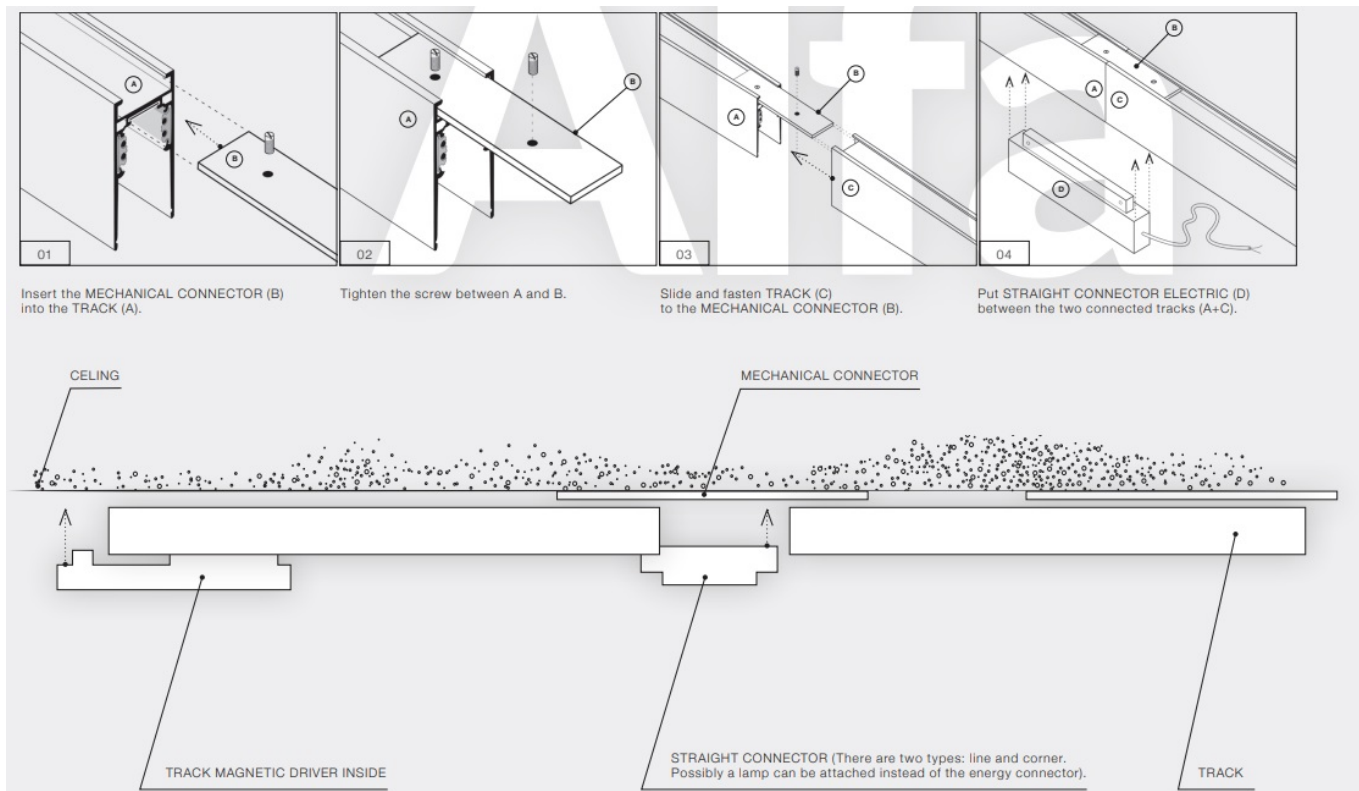 Alfa
A
B
01
A
B
02
A
B
C
03
B
A
C
D
04
Insert the MECHANICAL CONNECTOR (B)
into the TRACK (A).
Tighten the screw between A and B.
Slide and fasten TRACK (C)
to the MECHANICAL CONNECTOR (B).
Put STRAIGHT CONNECTOR ELECTRIC (D)
between the two connected tracks (A+C).
CELING
MECHANICAL CONNECTOR
TRACK MAGNETIC DRIVER INSIDE
STRAIGHT CONNECTOR (There are two types: line and corner.
Possibly a lamp can be attached instead of the energy connector).
TRACK